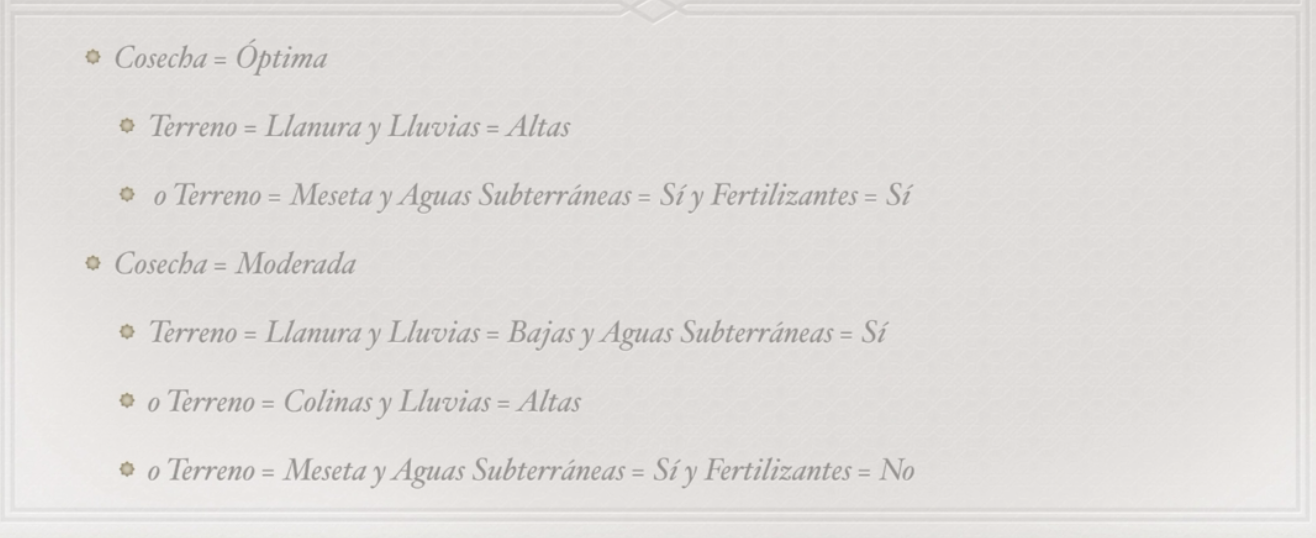 Cosecha = Óptima
Terreno = Llanura y Lluvias = Altas
o Terreno = Meseta y Aguas Subterráneas = Sí y Fertilizantes = Sí
Cosecha = Moderada
Terreno = Llanura y Lluvias = Bajas y Aguas Subterráneas = Sí
o Terreno = Colinas y Lluvias = Altas
o Terreno = Meseta y Aguas Subterráneas = Sí y Fertilizantes = No